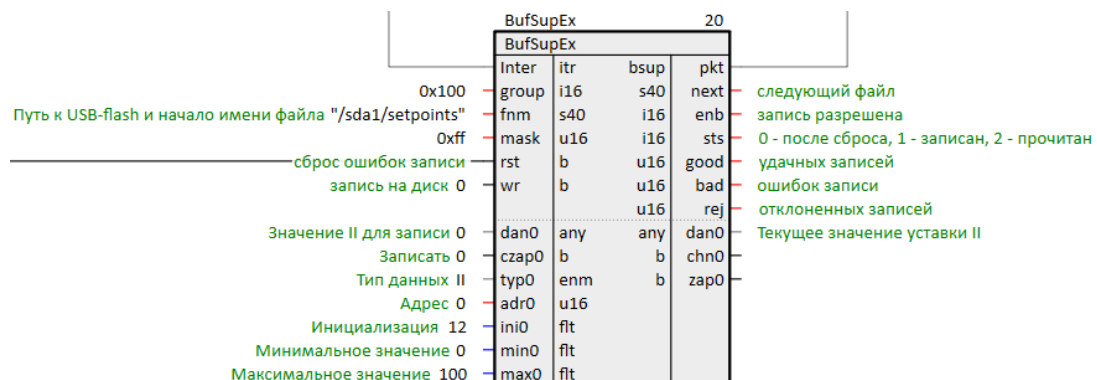 BufSupEx 20
BufSupEx
Inter itr bsup pkt
0x100 group i16 s40 next следующий файл
Путь к USB-flash и начало имени файла "/sda1/setpoints" fnm s40 i16 enb запись разрешена
0xff mask u16 i16 sts 0 - после сброса, 1 - записан, 2 - прочитан
сброс ошибок записи rst b u16 good удачных записей
запись на диск 0 wr b u16 bad ошибок записи
u16 rej отклоненных записей
Значение II для записи 0 dan0 any any dan0 Текущее значение уставки II
Записать 0 czap0 b b chn0
Тип данных II typ0 enm b zap0
Адрес 0 adr0 u16
Инициализация 12 ini0 flt
Минимальное значение 0 min0 flt
Максимальное значение 100 max0 flt